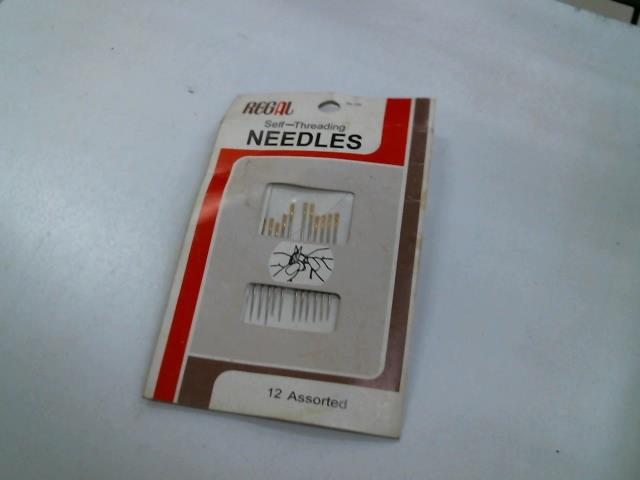 REGAL
Self-Threading
NEEDLES
12 Assorted